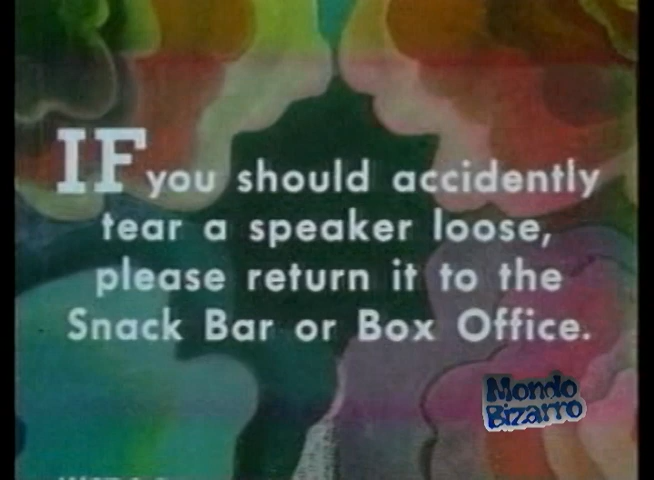 IF you should accidently
tear a speaker loose,
please return it to the
Snack Bar or Box Office.
Mondo
Bizarro